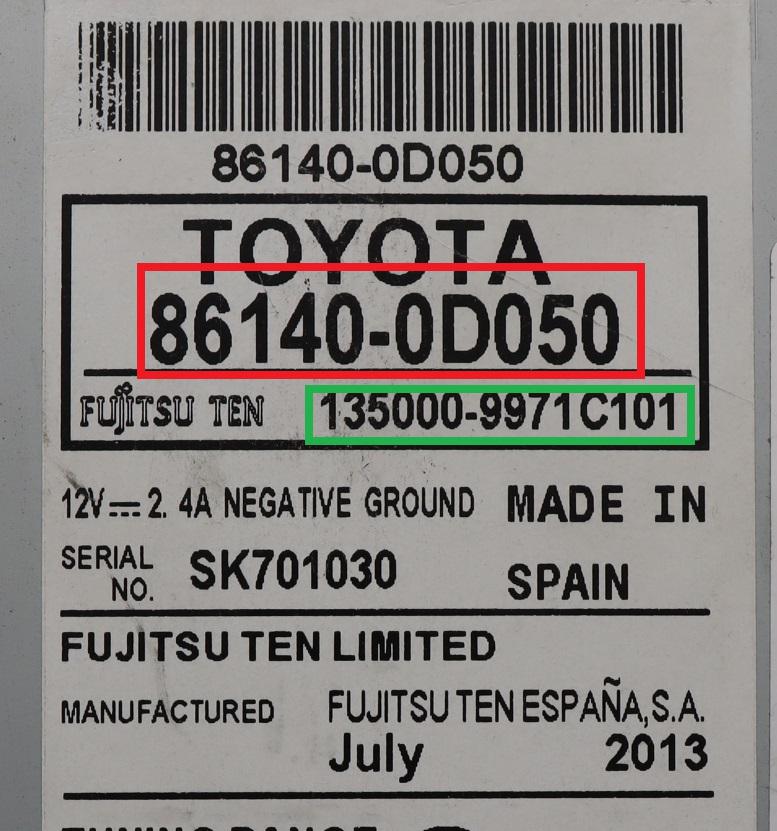 86140-0D050
TOYOTA
86140-0D050
FUJITSU TEN 135000-9971C101
12V⎓2.4A NEGATIVE GROUND MADE IN
SERIAL NO. SK701030 SPAIN
FUJITSU TEN LIMITED
MANUFACTURED FUJITSU TEN ESPAÑA,S.A.
July 2013